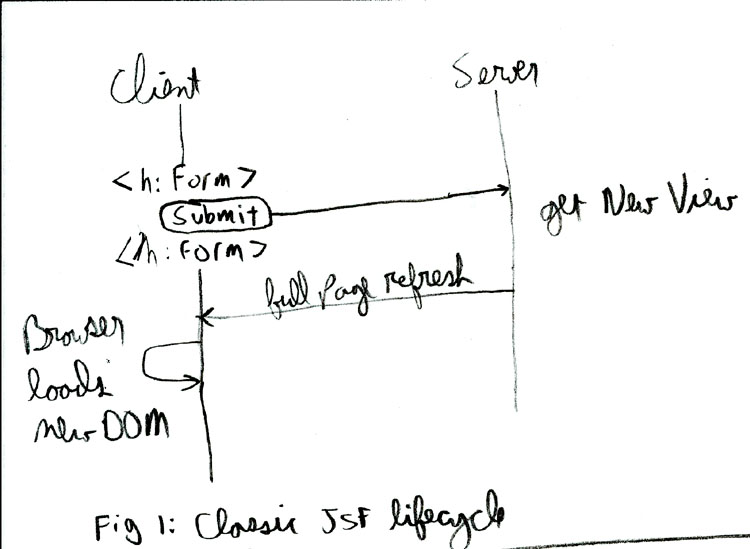 Client
Server
<h: Form>
Submit
get New View
</h: Form>
full Page refresh
Browser
loads
new DOM
Fig 1: Classic JSF lifecycle